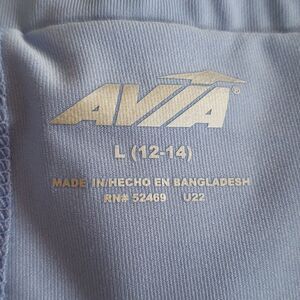 AVIA®
L (12-14)
MADE IN/HECHO EN BANGLADESH
RN# 52469 U22